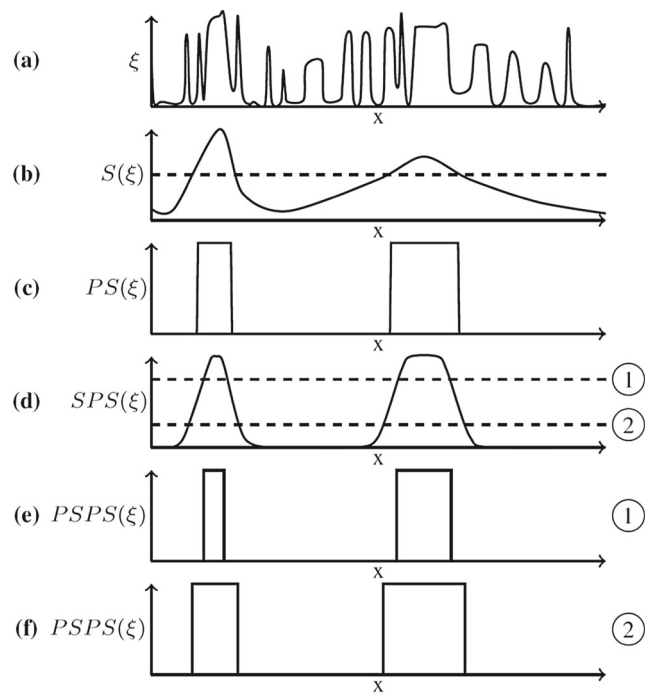 (a) ξ
x
(b) S(ξ)
x
(c) PS(ξ)
x
(d) SPS(ξ) ①
②
x
(e) PSPS(ξ) ①
x
(f) PSPS(ξ) ②
x